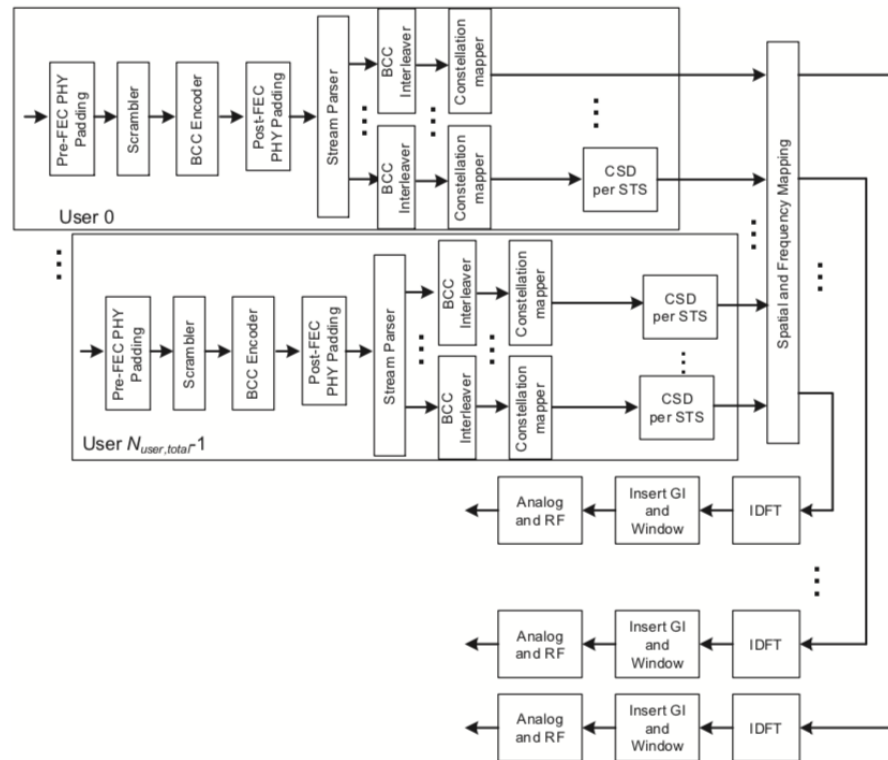 Pre-FEC PHY
Padding
Scrambler
BCC Encoder
Post-FEC
PHY Padding
Stream Parser
BCC
Interleaver
Constellation
mapper
BCC
Interleaver
Constellation
mapper
CSD
per STS
User 0
Spatial and Frequency Mapping
Pre-FEC PHY
Padding
Scrambler
BCC Encoder
Post-FEC
PHY Padding
Stream Parser
BCC
Interleaver
Constellation
mapper
CSD
per STS
BCC
Interleaver
Constellation
mapper
CSD
per STS
User Nuser,total-1
Analog
and RF
Insert GI
and
Window
IDFT
Analog
and RF
Insert GI
and
Window
IDFT
Analog
and RF
Insert GI
and
Window
IDFT